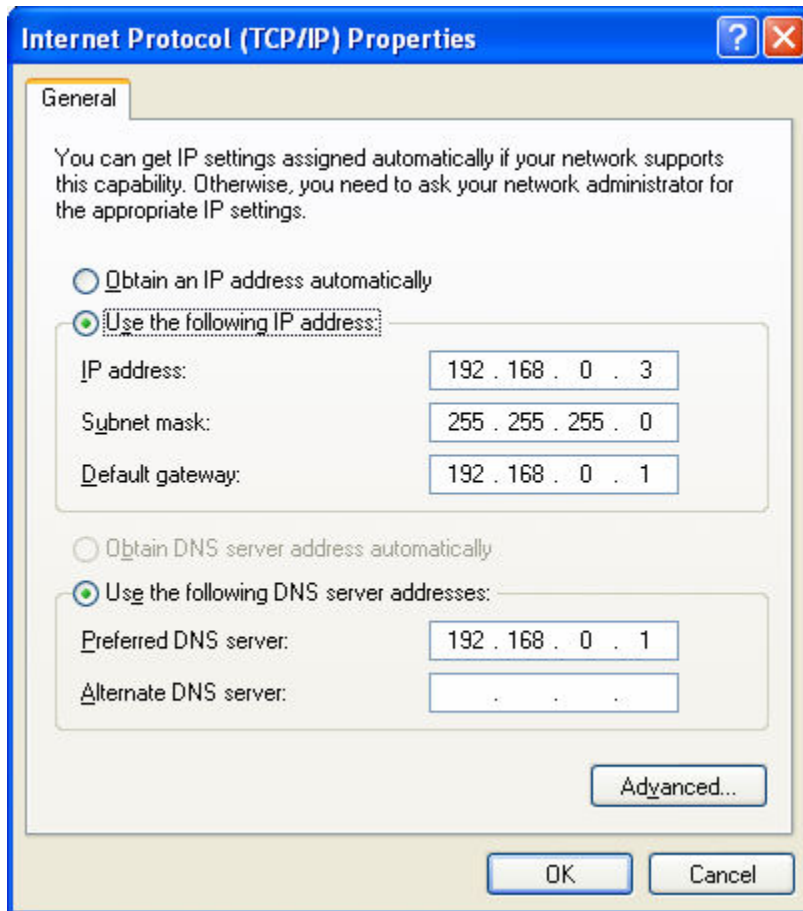 Internet Protocol (TCP/IP) Properties
General
You can get IP settings assigned automatically if your network supports
this capability. Otherwise, you need to ask your network administrator for
the appropriate IP settings.
Obtain an IP address automatically
Use the following IP address:
IP address: 192 . 168 . 0 . 3
Subnet mask: 255 . 255 . 255 . 0
Default gateway: 192 . 168 . 0 . 1
Obtain DNS server address automatically
Use the following DNS server addresses:
Preferred DNS server: 192 . 168 . 0 . 1
Alternate DNS server: . . .
Advanced...
OK Cancel